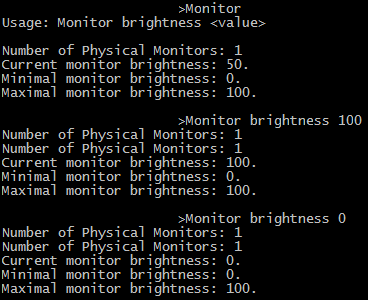 >Monitor
Usage: Monitor brightness <value>
Number of Physical Monitors: 1
Current monitor brightness: 50.
Minimal monitor brightness: 0.
Maximal monitor brightness: 100.
>Monitor brightness 100
Number of Physical Monitors: 1
Number of Physical Monitors: 1
Current monitor brightness: 100.
Minimal monitor brightness: 0.
Maximal monitor brightness: 100.
>Monitor brightness 0
Number of Physical Monitors: 1
Number of Physical Monitors: 1
Current monitor brightness: 0.
Minimal monitor brightness: 0.
Maximal monitor brightness: 100.